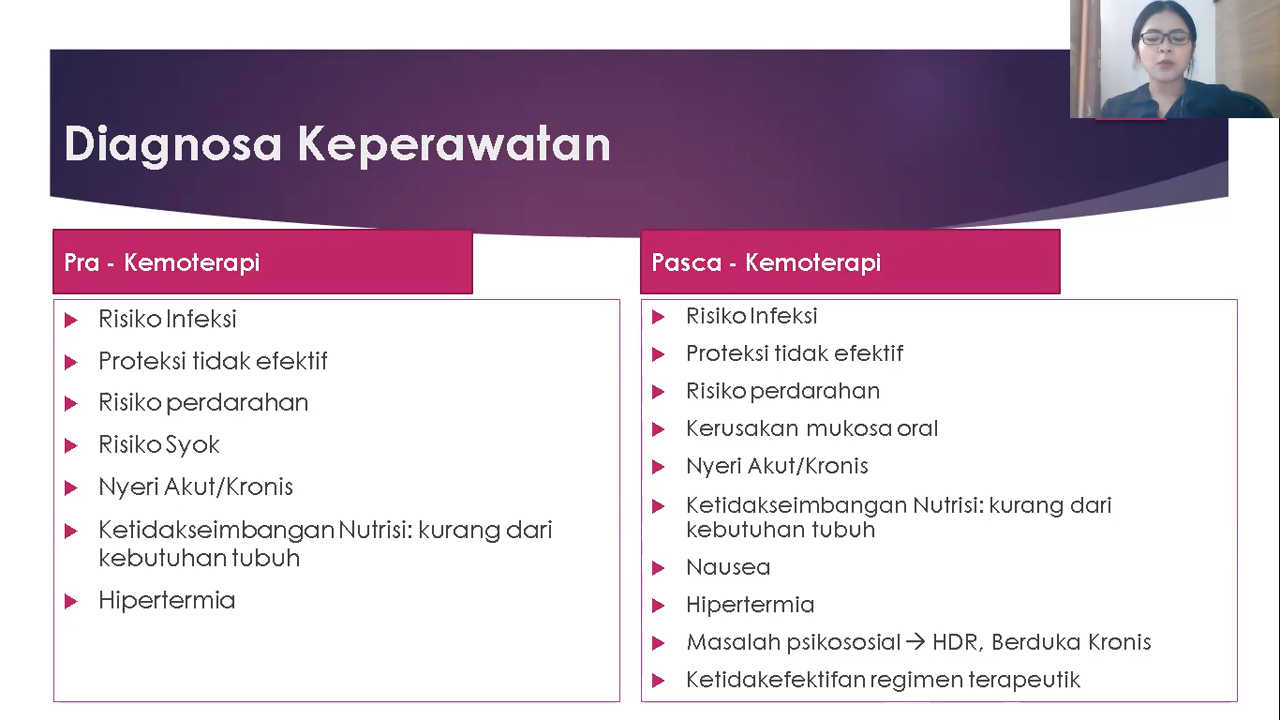 Diagnosa Keperawatan
Pra - Kemoterapi
Risiko Infeksi
Proteksi tidak efektif
Risiko perdarahan
Risiko Syok
Nyeri Akut/Kronis
Ketidakseimbangan Nutrisi: kurang dari
kebutuhan tubuh
Hipertermia
Pasca - Kemoterapi
Risiko Infeksi
Proteksi tidak efektif
Risiko perdarahan
Kerusakan mukosa oral
Nyeri Akut/Kronis
Ketidakseimbangan Nutrisi: kurang dari
kebutuhan tubuh
Nausea
Hipertermia
Masalah psikososial → HDR, Berduka Kronis
Ketidakefektifan regimen terapeutik